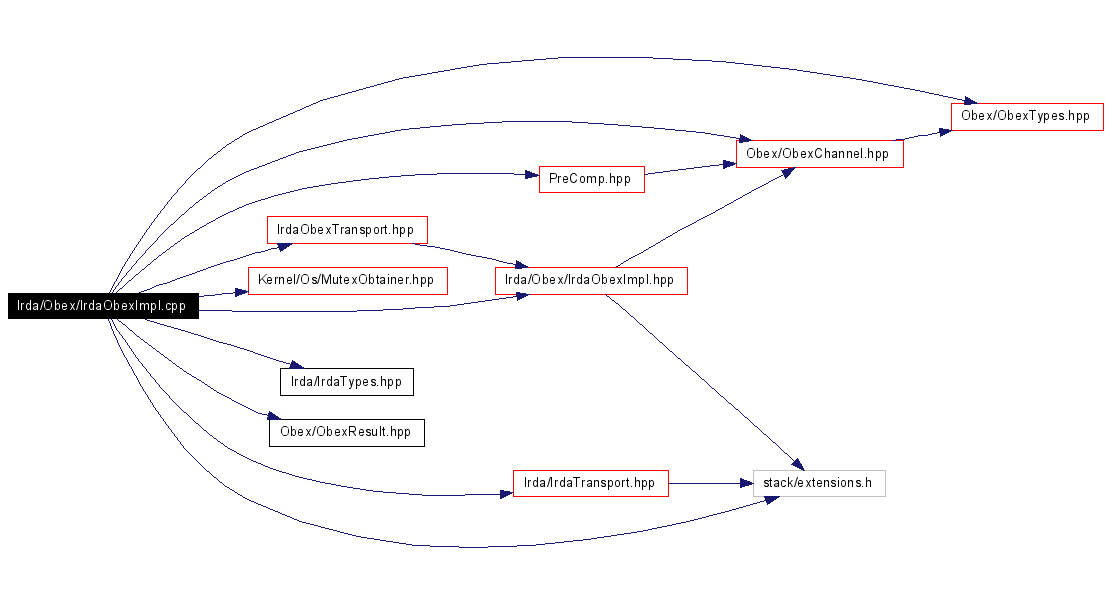 Obex/ObexTypes.hpp
Obex/ObexChannel.hpp
PreComp.hpp
IrdaObexTransport.hpp
Kernel/Os/MutexObtainer.hpp
Irda/Obex/IrdaObexImpl.hpp
Irda/Obex/IrdaObexImpl.cpp
Irda/IrdaTypes.hpp
Obex/ObexResult.hpp
Irda/IrdaTransport.hpp
stack/extensions.h